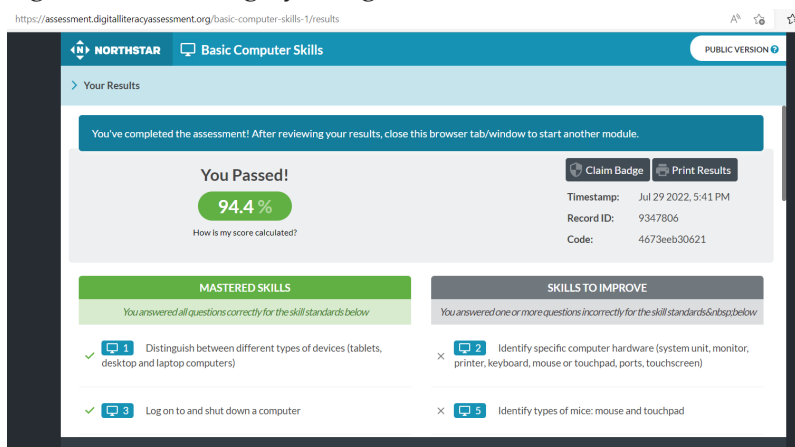 https://assessment.digitalliteracyassessment.org/basic-computer-skills-1/results
NORTHSTAR Basic Computer Skills PUBLIC VERSION ?
Your Results
You've completed the assessment! After reviewing your results, close this browser tab/window to start another module.
You Passed!
94.4 %
How is my score calculated?
Claim Badge Print Results
Timestamp: Jul 29 2022, 5:41 PM
Record ID: 9347806
Code: 4673eeb30621
MASTERED SKILLS
You answered all questions correctly for the skill standards below
1 Distinguish between different types of devices (tablets,
desktop and laptop computers)
3 Log on to and shut down a computer
SKILLS TO IMPROVE
You answered one or more questions incorrectly for the skill standards&nbsp;below
2 Identify specific computer hardware (system unit, monitor,
printer, keyboard, mouse or touchpad, ports, touchscreen)
5 Identify types of mice: mouse and touchpad